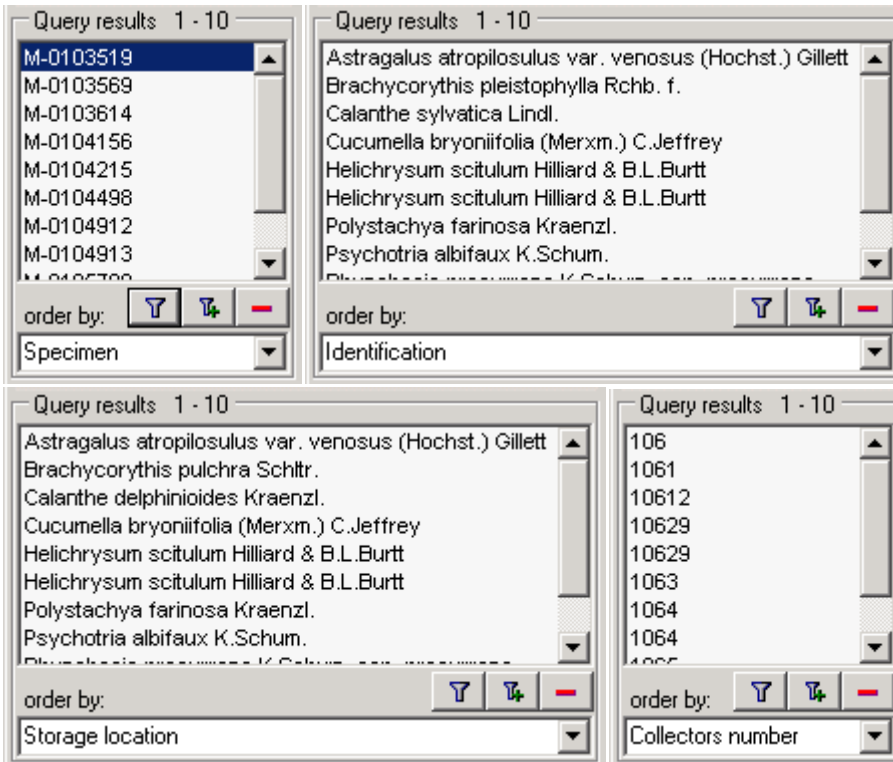 Query results 1 - 10
M-0103519
M-0103569
M-0103614
M-0104156
M-0104215
M-0104498
M-0104912
M-0104913
order by:
Specimen
Query results 1 - 10
Astragalus atropilosulus var. venosus (Hochst.) Gillett
Brachycorythis pleistophylla Rchb. f.
Calanthe sylvatica Lindl.
Cucumella bryoniifolia (Merxm.) C.Jeffrey
Helichrysum scitulum Hilliard & B.L.Burtt
Helichrysum scitulum Hilliard & B.L.Burtt
Polystachya farinosa Kraenzl.
Psychotria albifaux K.Schum.
order by:
Identification
Query results 1 - 10
Astragalus atropilosulus var. venosus (Hochst.) Gillett
Brachycorythis pulchra Schltr.
Calanthe delphinioides Kraenzl.
Cucumella bryoniifolia (Merxm.) C.Jeffrey
Helichrysum scitulum Hilliard & B.L.Burtt
Helichrysum scitulum Hilliard & B.L.Burtt
Polystachya farinosa Kraenzl.
Psychotria albifaux K.Schum.
order by:
Storage location
Query results 1 - 10
106
1061
10612
10629
10629
1063
1064
1064
order by:
Collectors number